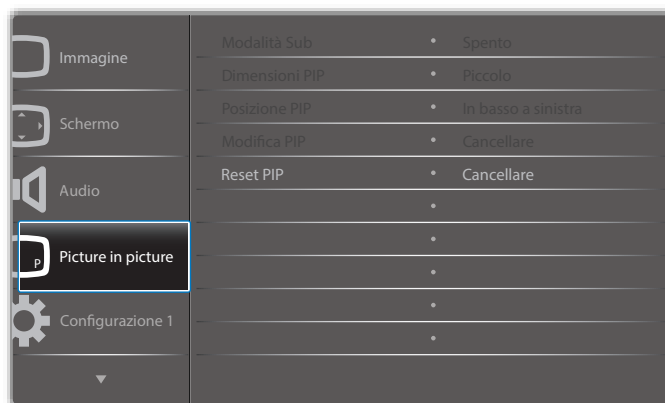 Immagine
Schermo
Audio
P
Picture in picture
Configurazione 1
Modalità Sub • Spento
Dimensioni PIP • Piccolo
Posizione PIP • In basso a sinistra
Modifica PIP • Cancellare
Reset PIP • Cancellare
•
•
•
•
•